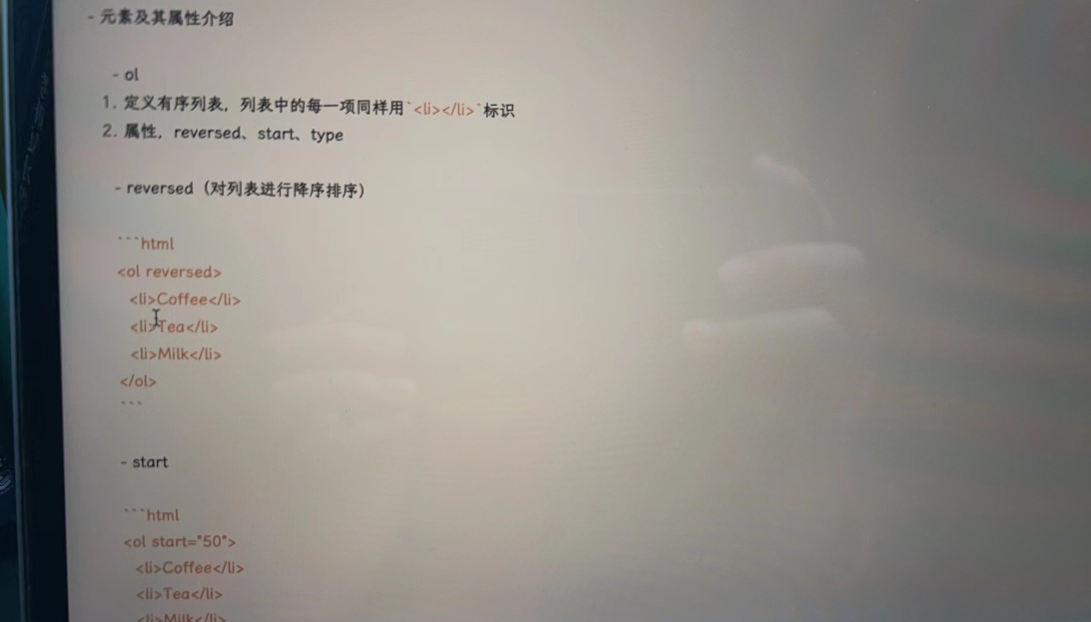 - 元素及其属性介绍
- ol
1. 定义有序列表，列表中的每一项同样用`<li></li>`标识
2. 属性，reversed、start、type
- reversed（对列表进行降序排序）
```html
<ol reversed>
<li>Coffee</li>
<li>Tea</li>
<li>Milk</li>
</ol>
```
- start
```html
<ol start="50">
<li>Coffee</li>
<li>Tea</li>
<li>Milk</li>